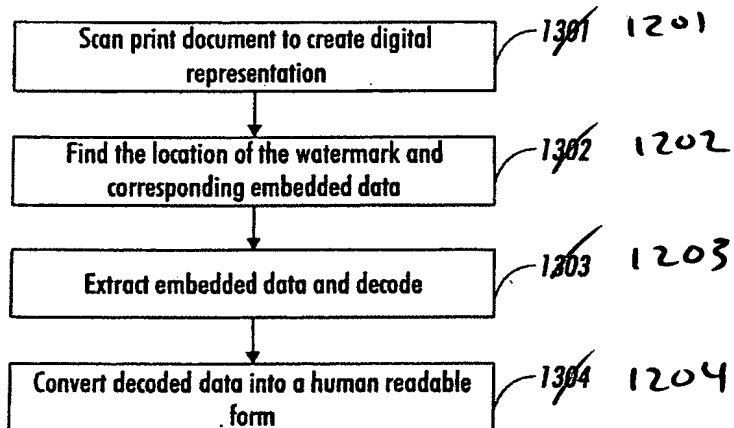 Scan print document to create digital 1301 1201
representation
Find the location of the watermark and 1302 1202
corresponding embedded data
Extract embedded data and decode 1303 1203
Convert decoded data into a human readable 1304 1204
form